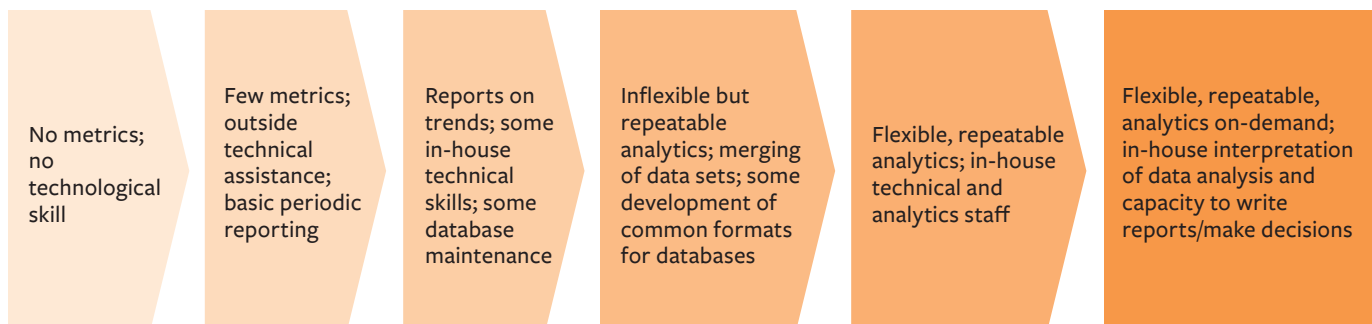 No metrics;
no
technological
skill
Few metrics;
outside
technical
assistance;
basic periodic
reporting
Reports on
trends; some
in-house
technical
skills; some
database
maintenance
Inflexible but
repeatable
analytics; merging
of data sets; some
development of
common formats
for databases
Flexible, repeatable
analytics; in-house
technical and
analytics staff
Flexible, repeatable,
analytics on-demand;
in-house interpretation
of data analysis and
capacity to write
reports/make decisions